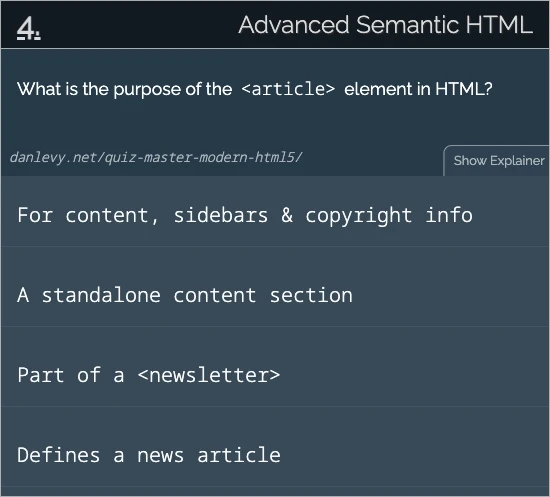 4.
Advanced Semantic HTML
What is the purpose of the <article> element in HTML?
danlevy.net/quiz-master-modern-html5/
Show Explainer
For content, sidebars & copyright info
A standalone content section
Part of a <newsletter>
Defines a news article